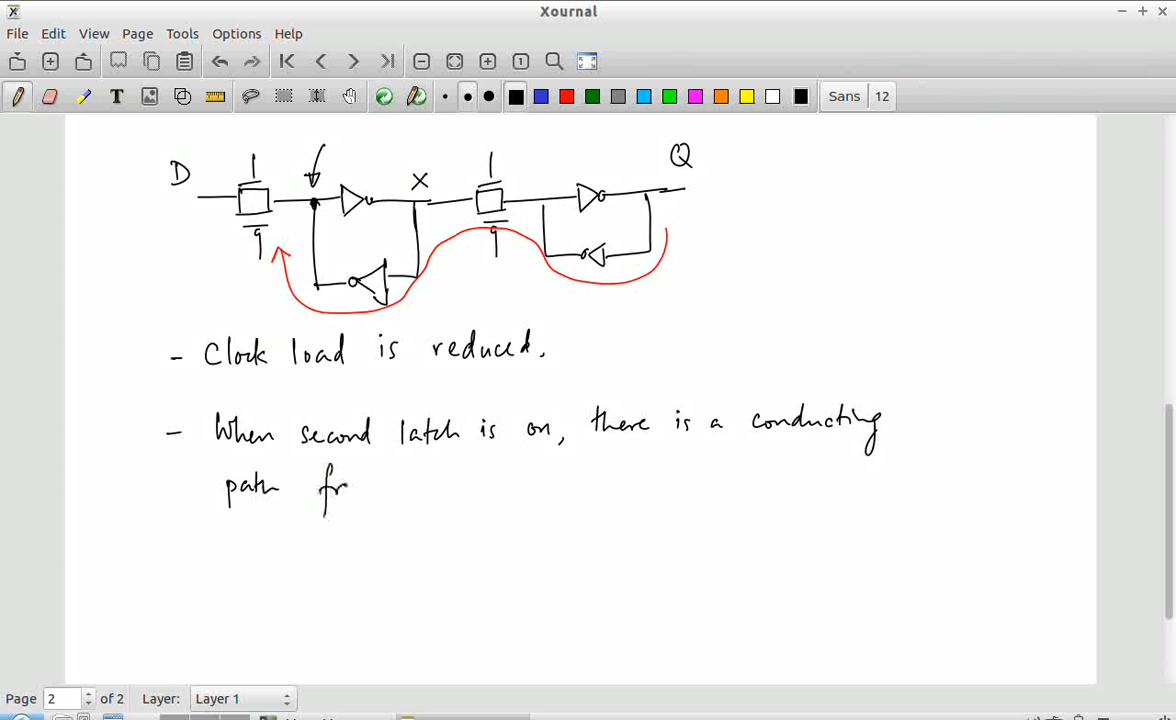 Xournal
File Edit View Page Tools Options Help
Sans 12
D
X
Q
- Clock load is reduced.
- When second latch is on, there is a conducting
path fr
Page 2 of 2 Layer: Layer 1